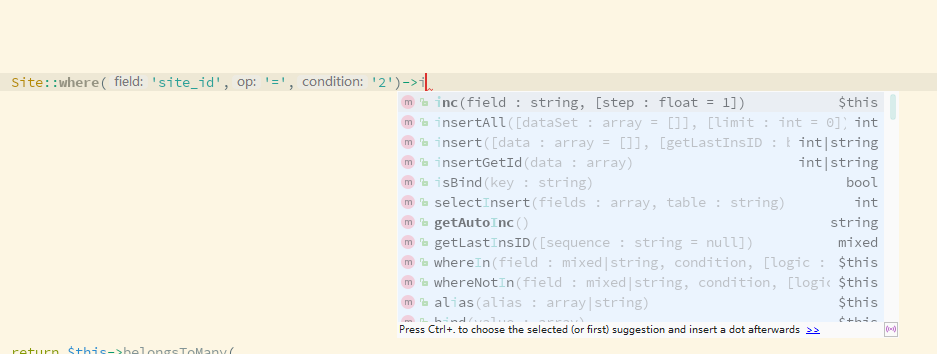 Site::where( field: 'site_id', op: '=', condition: '2')->i
inc(field : string, [step : float = 1]) $this
insertAll([dataSet : array = []], [limit : int = 0]) int
insert([data : array = []], [getLastInsID : b int|string
insertGetId(data : array) int|string
isBind(key : string) bool
selectInsert(fields : array, table : string) int
getAutoInc() string
getLastInsID([sequence : string = null]) mixed
whereIn(field : mixed|string, condition, [logic : $this
whereNotIn(field : mixed|string, condition, [logic $this
alias(alias : array|string) $this
bind(value : array) $this
Press Ctrl+. to choose the selected (or first) suggestion and insert a dot afterwards >>
return $this->belongsToMany(